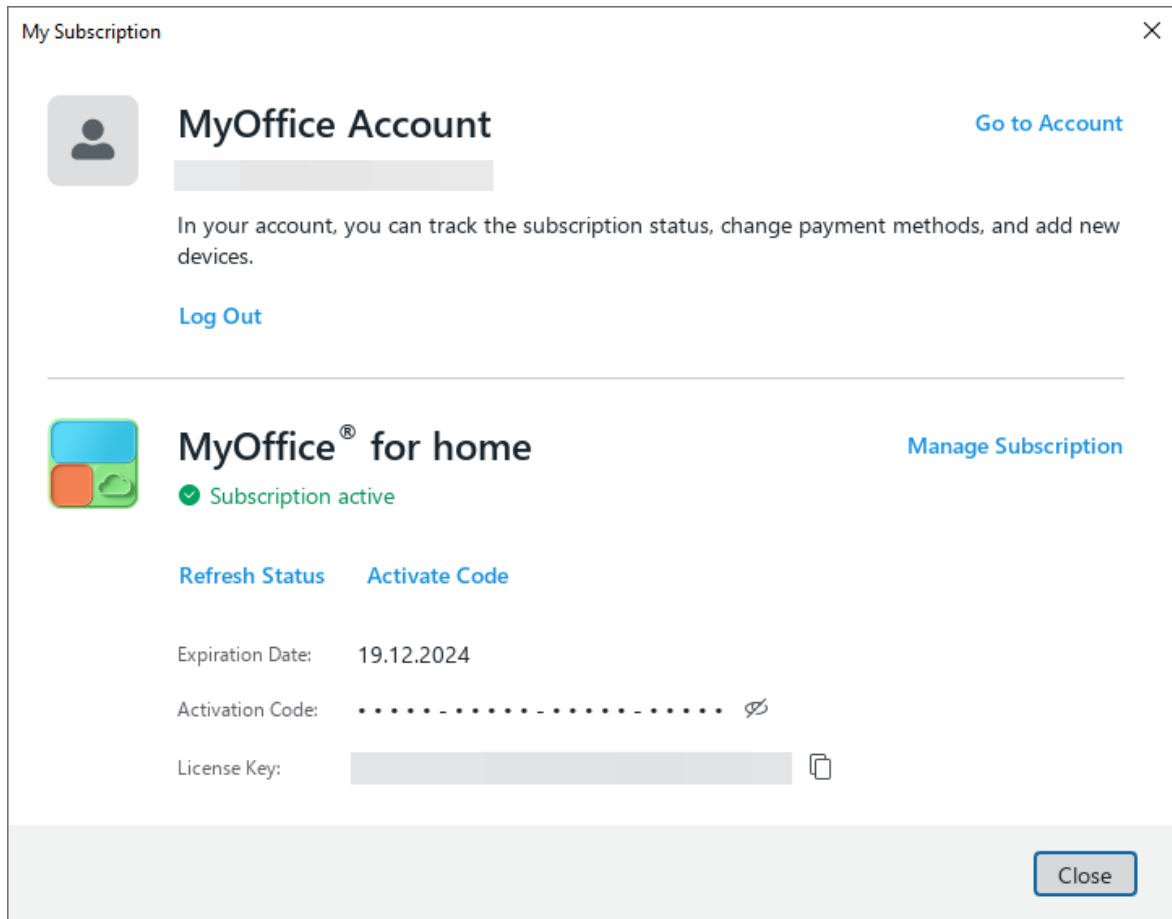 My Subscription
MyOffice Account
Go to Account
In your account, you can track the subscription status, change payment methods, and add new
devices.
Log Out
MyOffice® for home
Manage Subscription
Subscription active
Refresh Status
Activate Code
Expiration Date: 19.12.2024
Activation Code: •••••-•••••-•••••-•••••
License Key:
Close